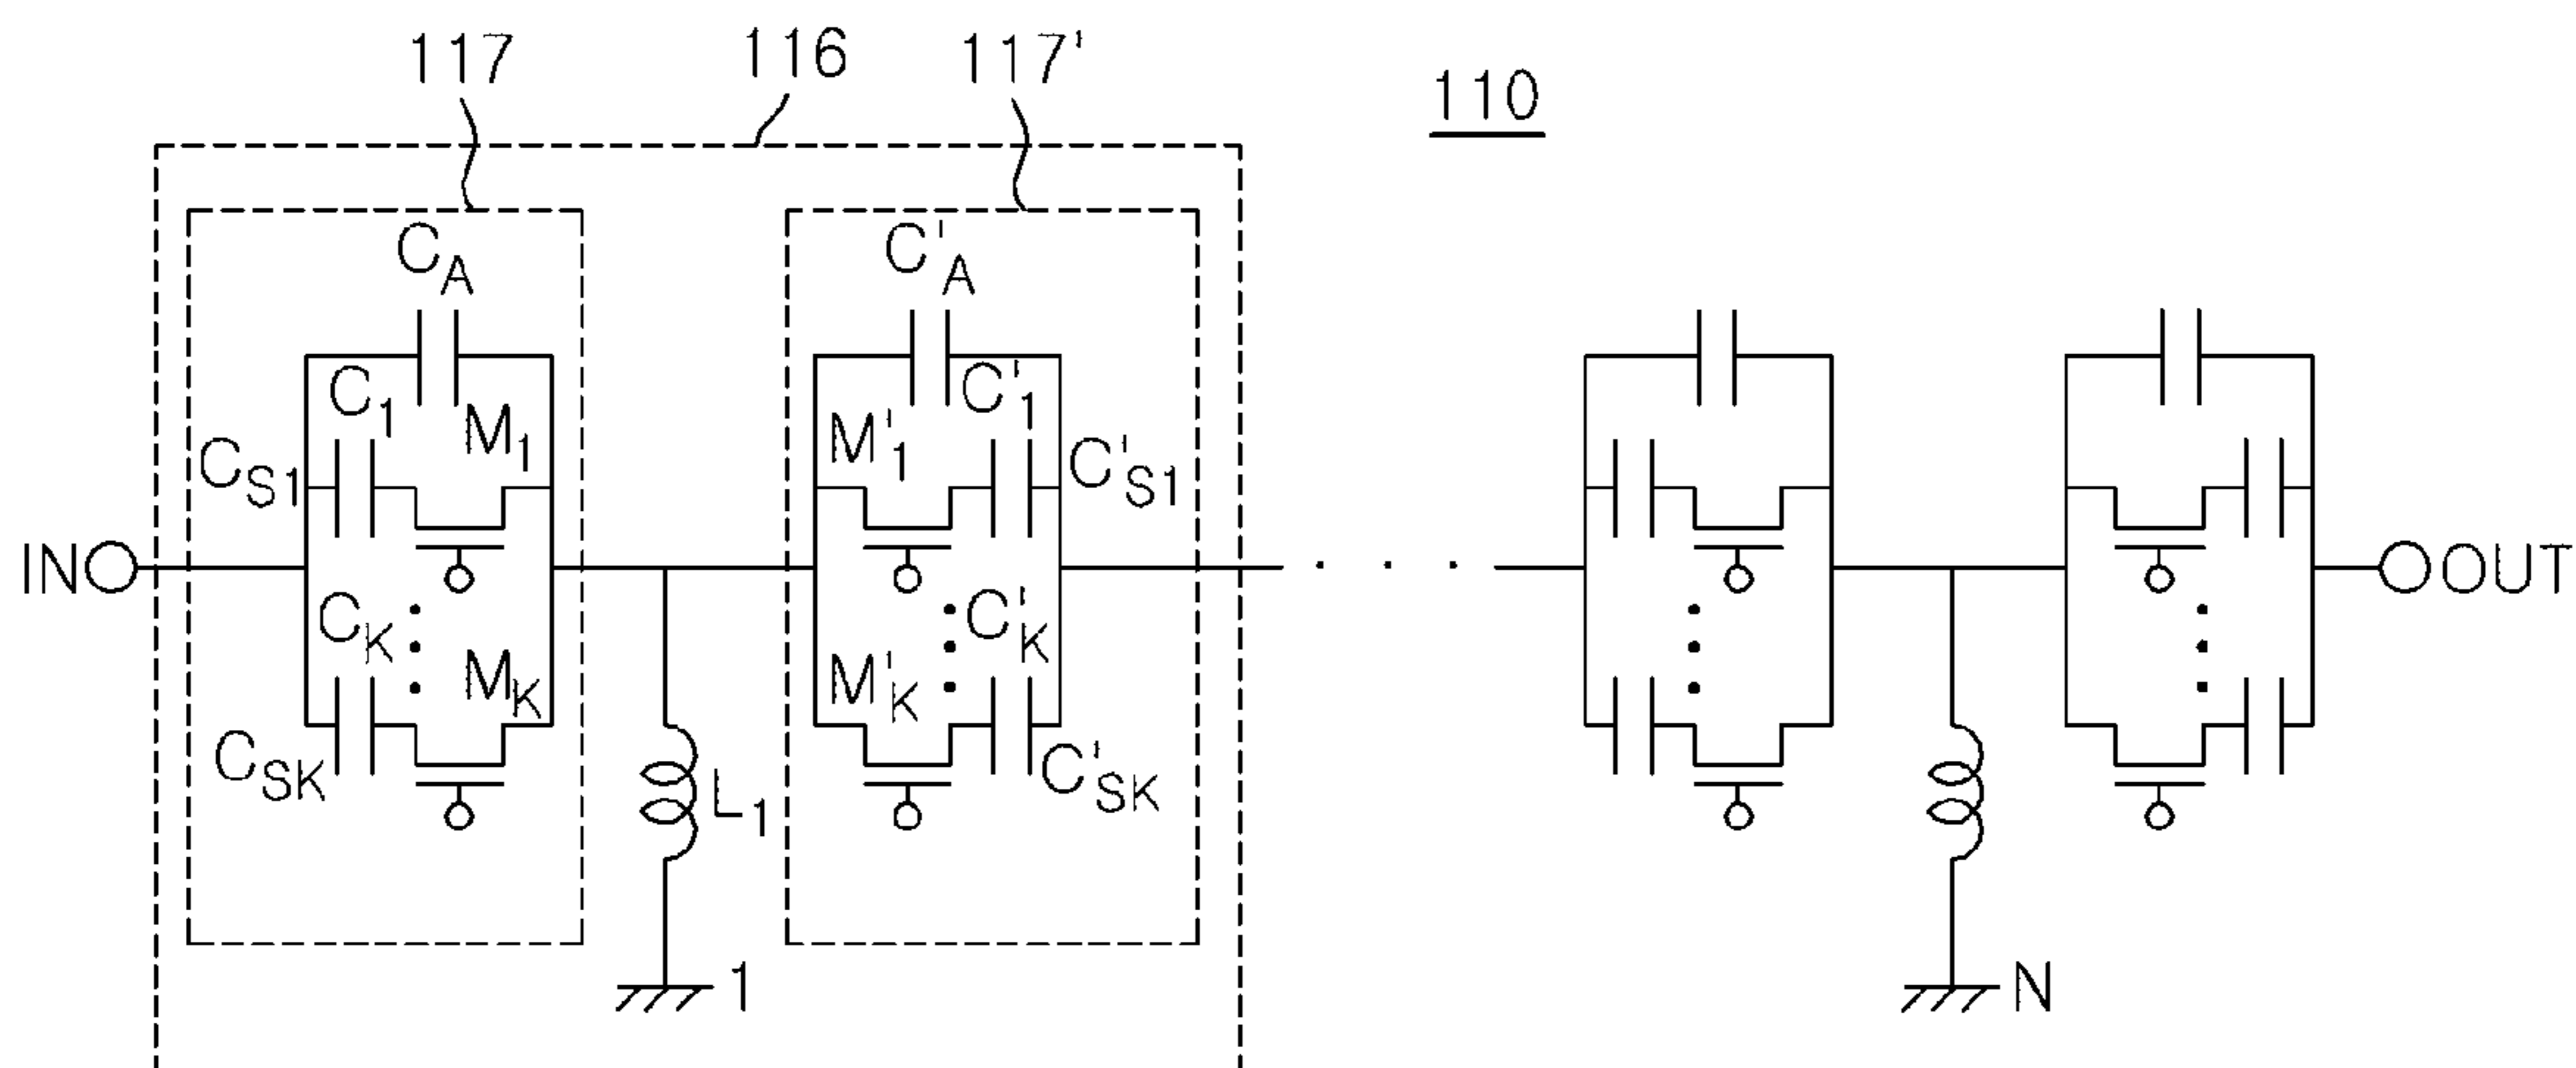 117
116
117'
110
C_A
C'_A
C_1
M_1
C'_1
M'_1
C_S1
C'_S1
IN
OUT
C_K
C'_K
M_K
M'_K
C_SK
C'_SK
L_1
1
N